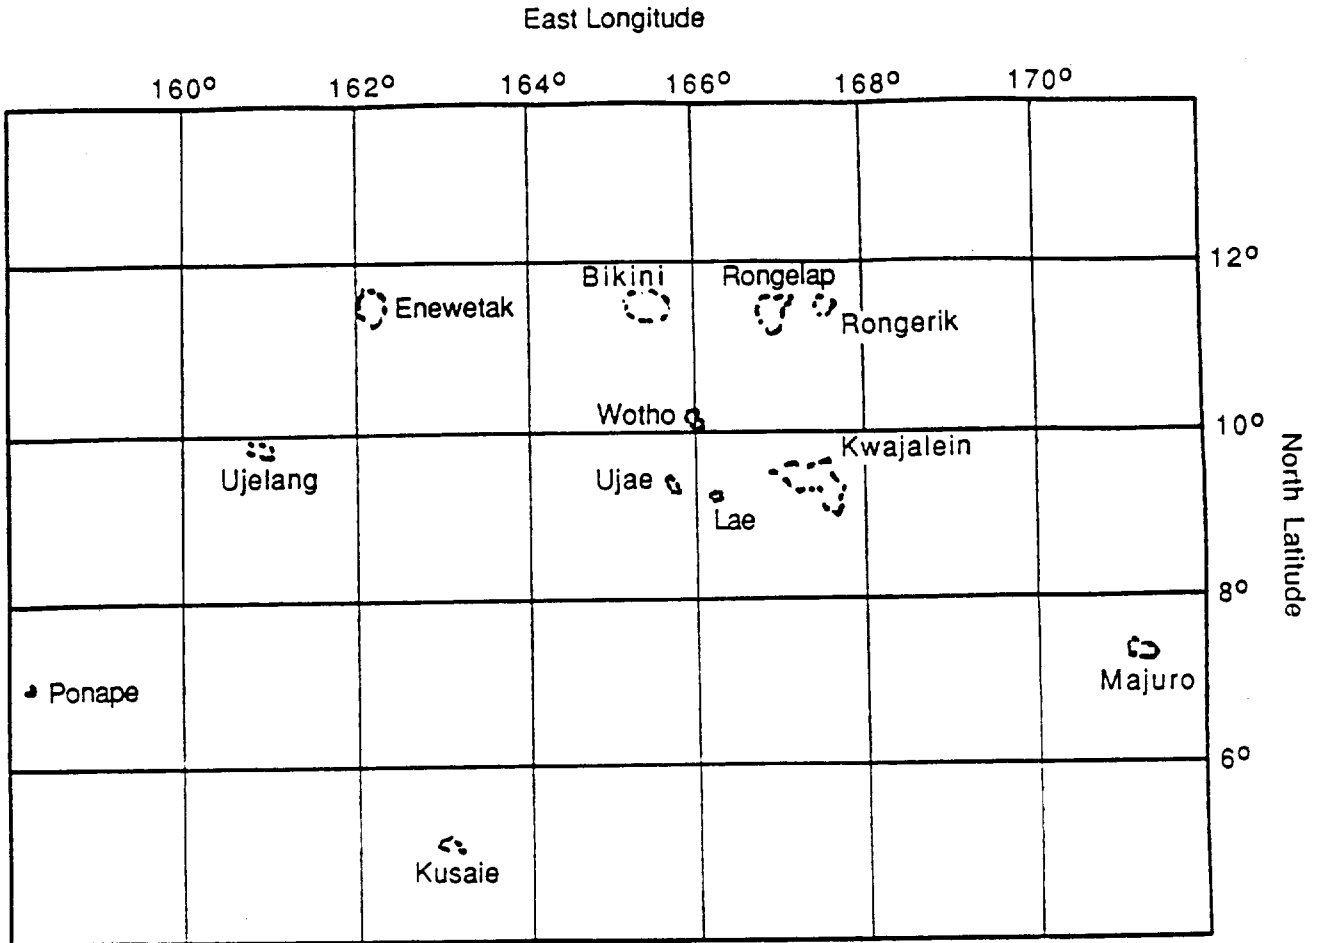 East Longitude
160° 162° 164° 166° 168° 170°
12°
Bikini Rongelap
Enewetak
Rongerik
Wotho
10°
Kwajalein
Ujelang
Ujae
Lae
North Latitude
8°
Majuro
Ponape
6°
Kusaie